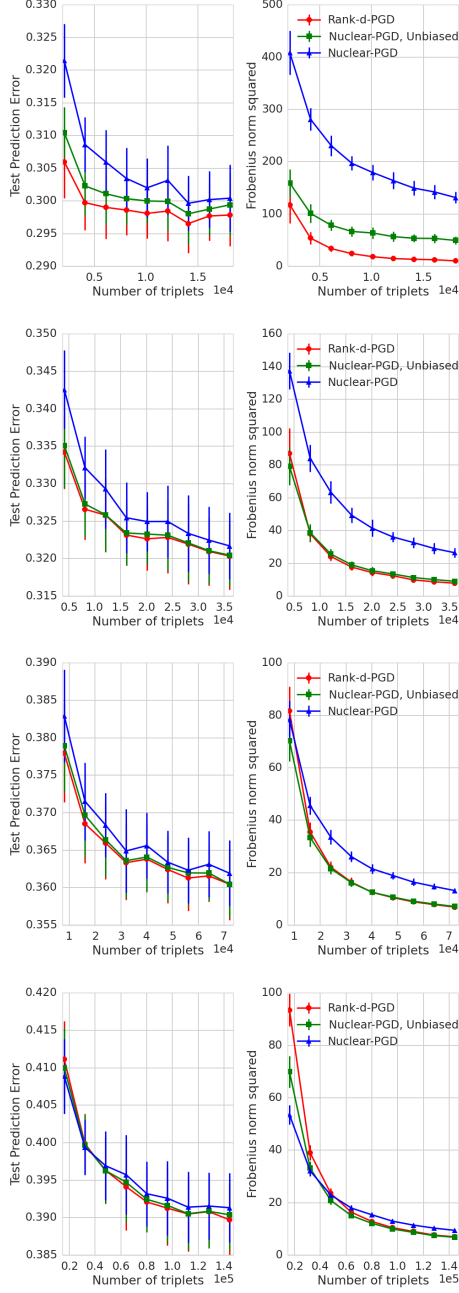 0.330
0.325
0.320
0.315
0.310
0.305
0.300
0.295
0.290
Test Prediction Error
0.5 1.0 1.5
1e4
Number of triplets
500
400
300
200
100
0
Frobenius norm squared
Rank-d-PGD
Nuclear-PGD, Unbiased
Nuclear-PGD
0.5 1.0 1.5
1e4
Number of triplets
0.350
0.345
0.340
0.335
0.330
0.325
0.320
0.315
Test Prediction Error
0.5 1.0 1.5 2.0 2.5 3.0 3.5
1e4
Number of triplets
160
140
120
100
80
60
40
20
0
Frobenius norm squared
Rank-d-PGD
Nuclear-PGD, Unbiased
Nuclear-PGD
0.5 1.0 1.5 2.0 2.5 3.0 3.5
1e4
Number of triplets
0.390
0.385
0.380
0.375
0.370
0.365
0.360
0.355
Test Prediction Error
1 2 3 4 5 6 7
1e4
Number of triplets
100
80
60
40
20
0
Frobenius norm squared
Rank-d-PGD
Nuclear-PGD, Unbiased
Nuclear-PGD
1 2 3 4 5 6 7
1e4
Number of triplets
0.420
0.415
0.410
0.405
0.400
0.395
0.390
0.385
Test Prediction Error
0.2 0.4 0.6 0.8 1.0 1.2 1.4
1e5
Number of triplets
100
80
60
40
20
0
Frobenius norm squared
Rank-d-PGD
Nuclear-PGD, Unbiased
Nuclear-PGD
0.2 0.4 0.6 0.8 1.0 1.2 1.4
1e5
Number of triplets